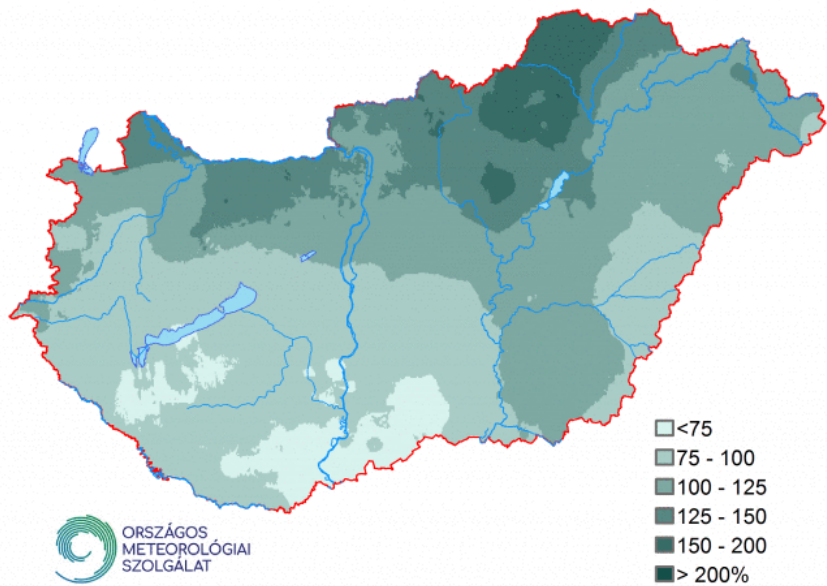 <75
75 - 100
100 - 125
125 - 150
150 - 200
> 200%
ORSZÁGOS
METEOROLÓGIAI
SZOLGÁLAT